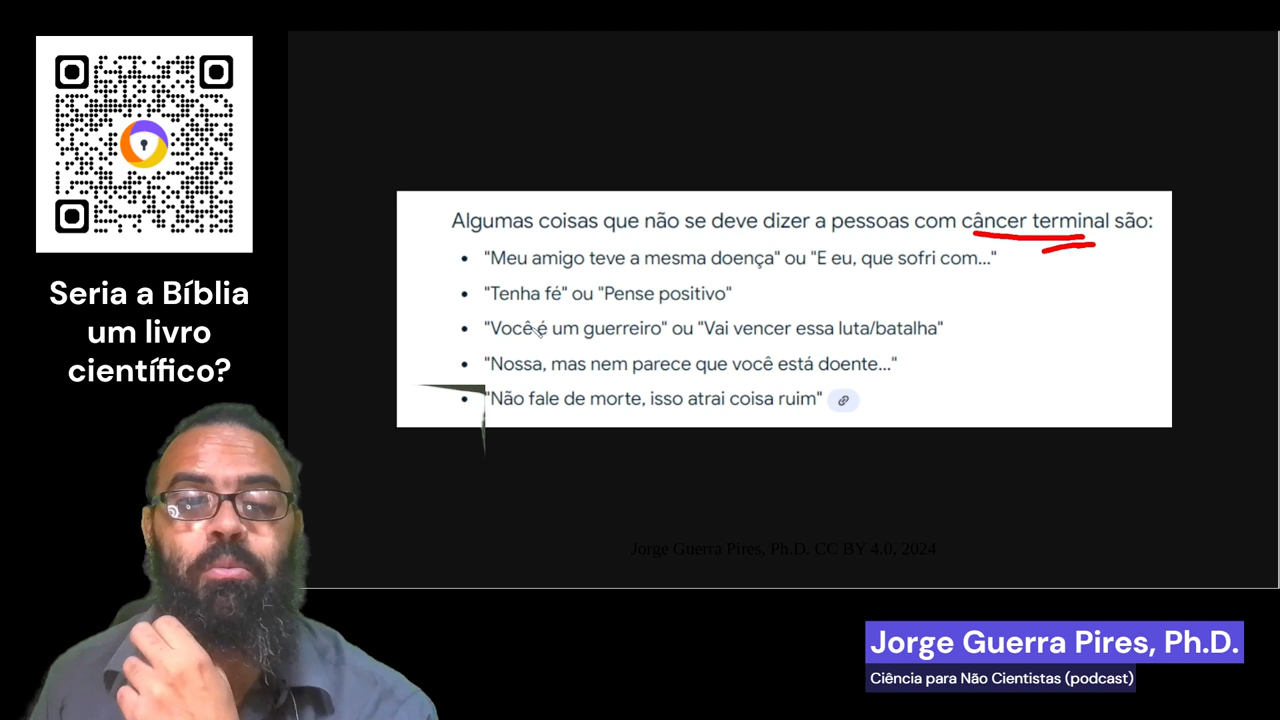 Seria a Bíblia
um livro
científico?
Algumas coisas que não se deve dizer a pessoas com câncer terminal são:
"Meu amigo teve a mesma doença" ou "E eu, que sofri com..."
"Tenha fé" ou "Pense positivo"
"Você é um guerreiro" ou "Vai vencer essa luta/batalha"
"Nossa, mas nem parece que você está doente..."
"Não fale de morte, isso atrai coisa ruim"
Jorge Guerra Pires, Ph.D. CC BY 4.0, 2024
Jorge Guerra Pires, Ph.D.
Ciência para Não Cientistas (podcast)